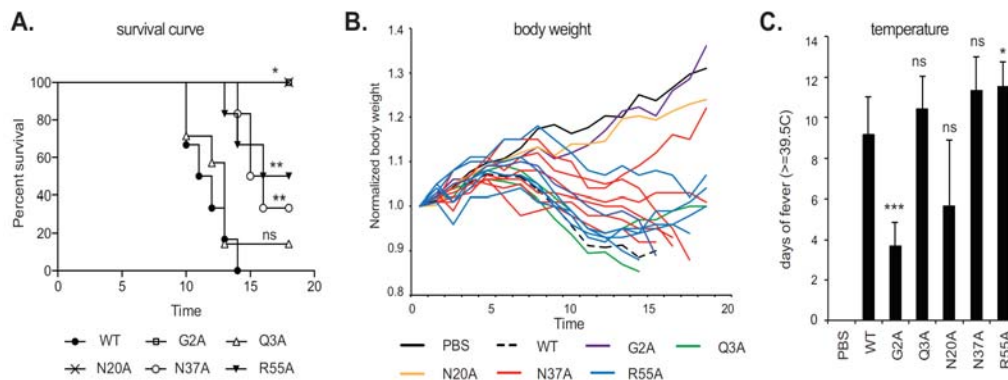 A.
survival curve
*
100
80
60
40
20
0
Percent survival
**
**
ns
0
5
10
15
20
Time
WT
G2A
Q3A
N20A
N37A
R55A
B.
body weight
1.4
1.3
1.2
1.1
1.0
0.9
0.8
Normalized body weight
0
5
10
15
20
Time
PBS
WT
G2A
Q3A
N20A
N37A
R55A
C.
temperature
14
12
10
8
6
4
2
0
days of fever (>=39.5C)
***
ns
ns
ns
*
PBS
WT
G2A
Q3A
N20A
N37A
R55A